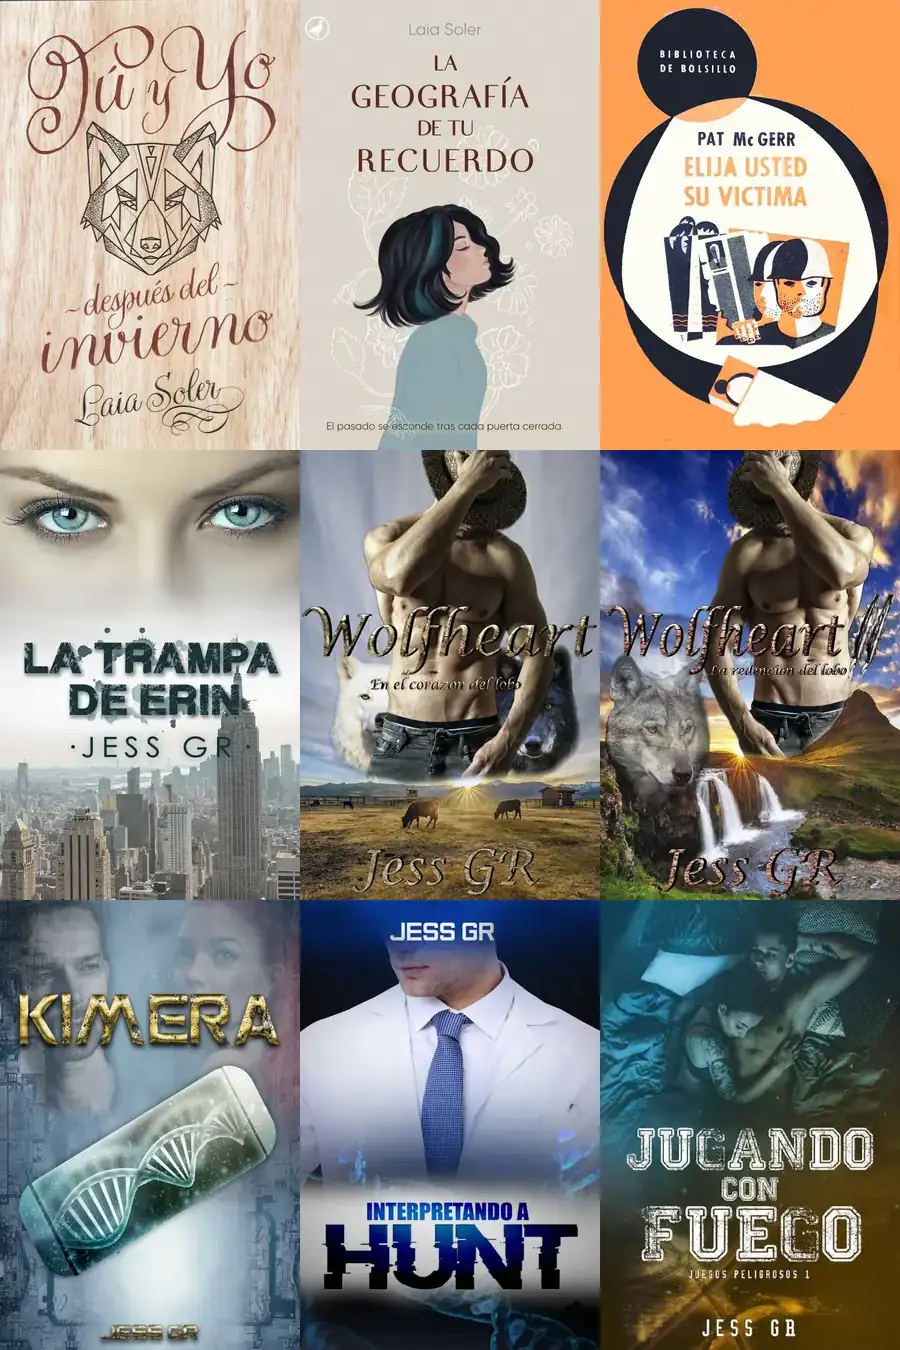 Tú y Yo
~después del~
invierno
Laia Soler
Laia Soler
LA
GEOGRAFÍA
DE TU
RECUERDO
El pasado se esconde tras cada puerta cerrada.
BIBLIOTECA
DE BOLSILLO
PAT McGERR
ELIJA USTED
SU VICTIMA
LA TRAMPA
DE ERIN
·JESS GR·
Wolfheart
En el corazon del lobo
Jess GR
Wolfheart II
La redencion del lobo
Jess GR
KIMERA
JESS GR
JESS GR
INTERPRETANDO A
HUNT
JUGANDO
CON
FUEGO
JUEGOS PELIGROSOS 1
JESS GR